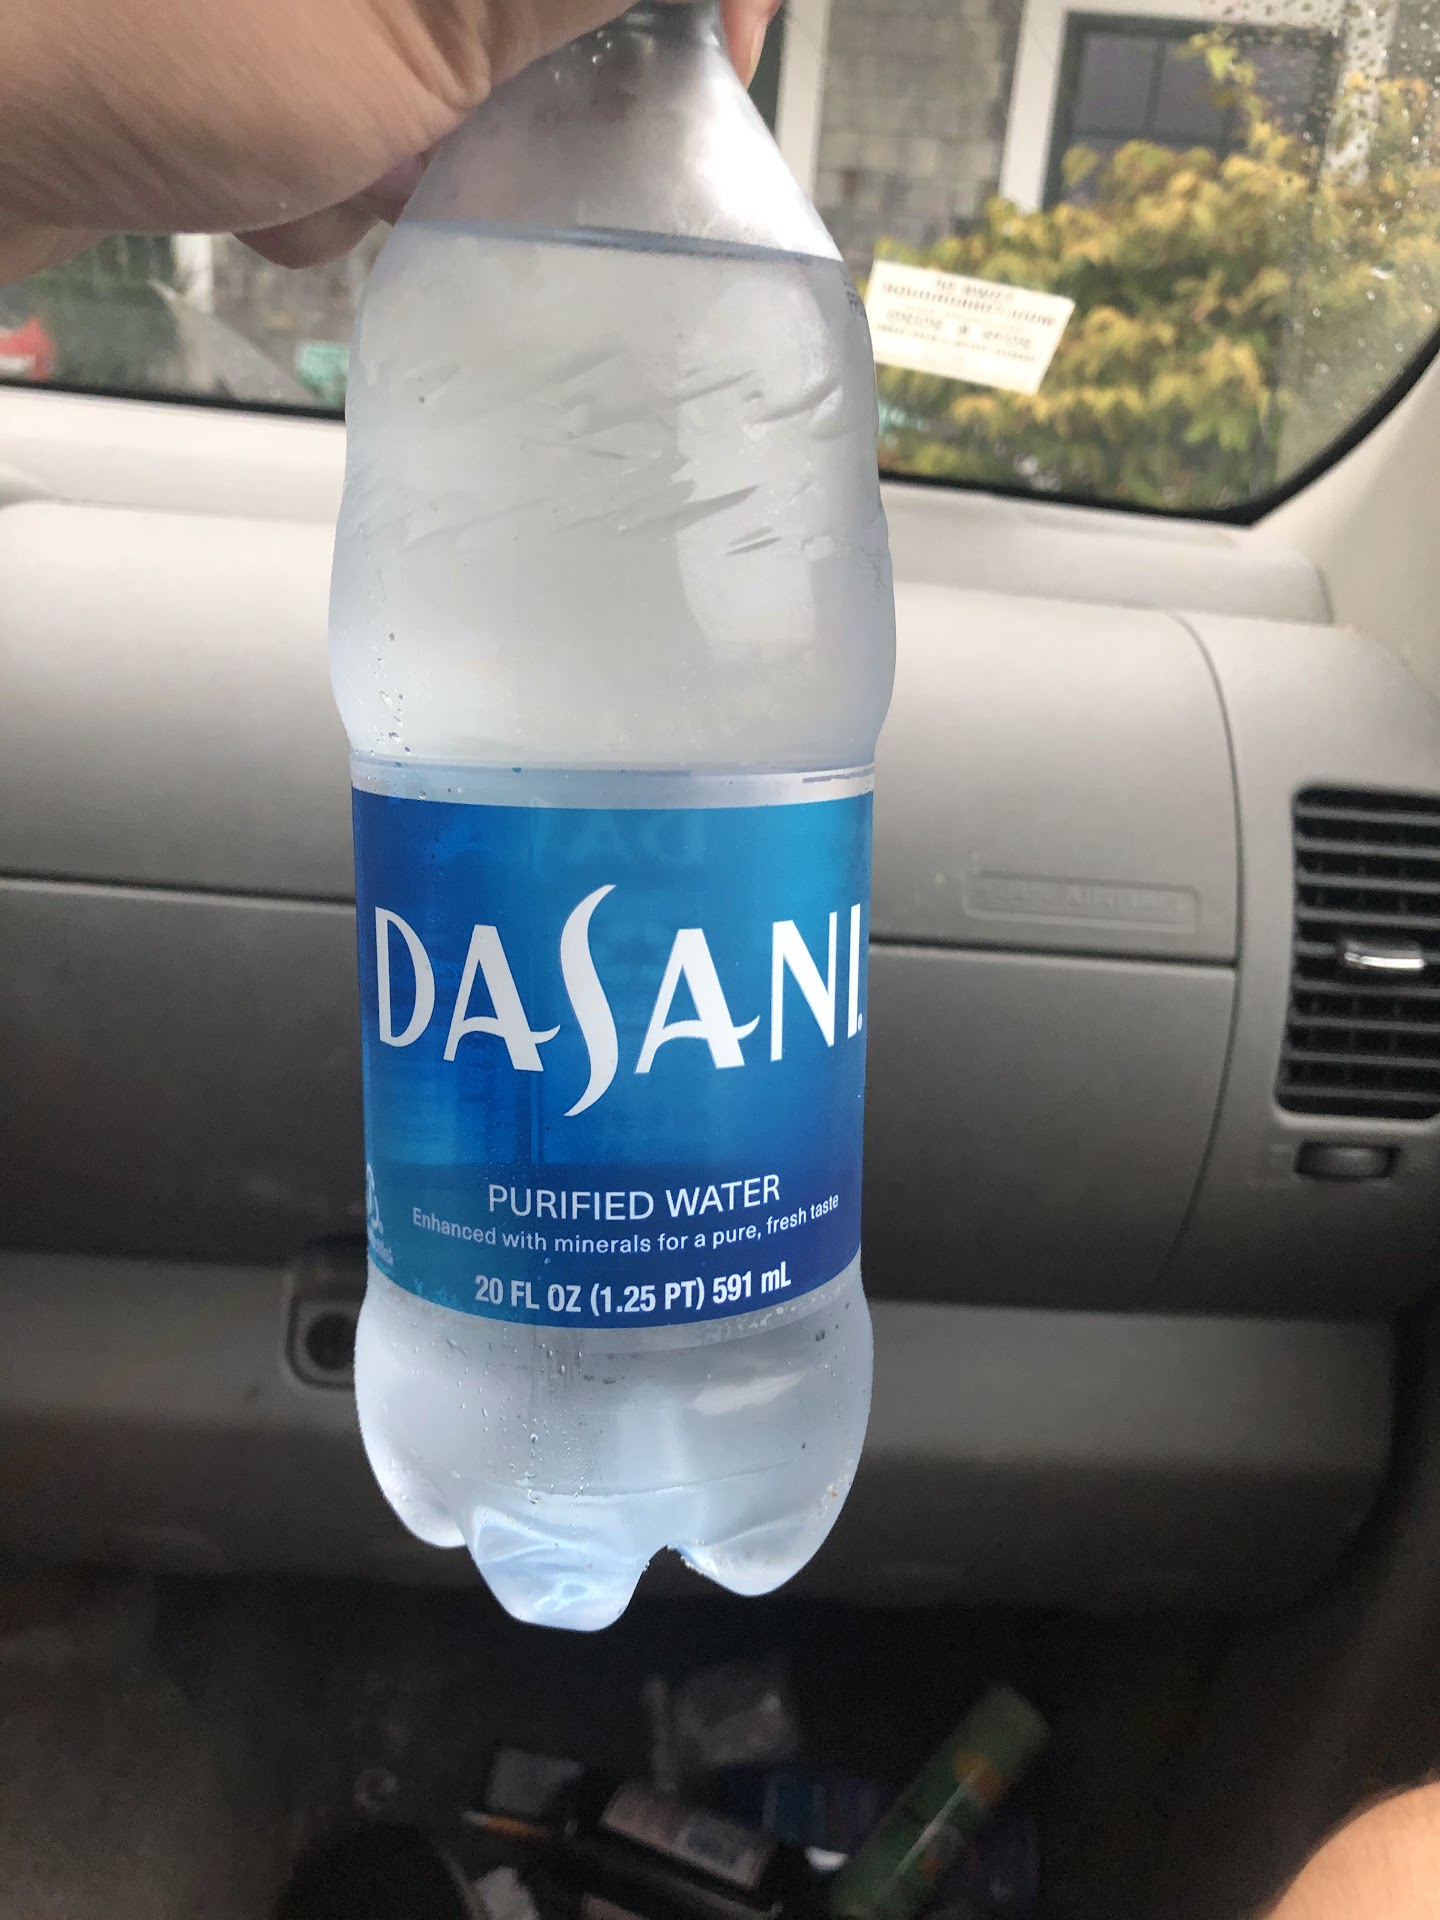 DASANI.
PURIFIED WATER
Enhanced with minerals for a pure, fresh taste
20 FL OZ (1.25 PT) 591 mL